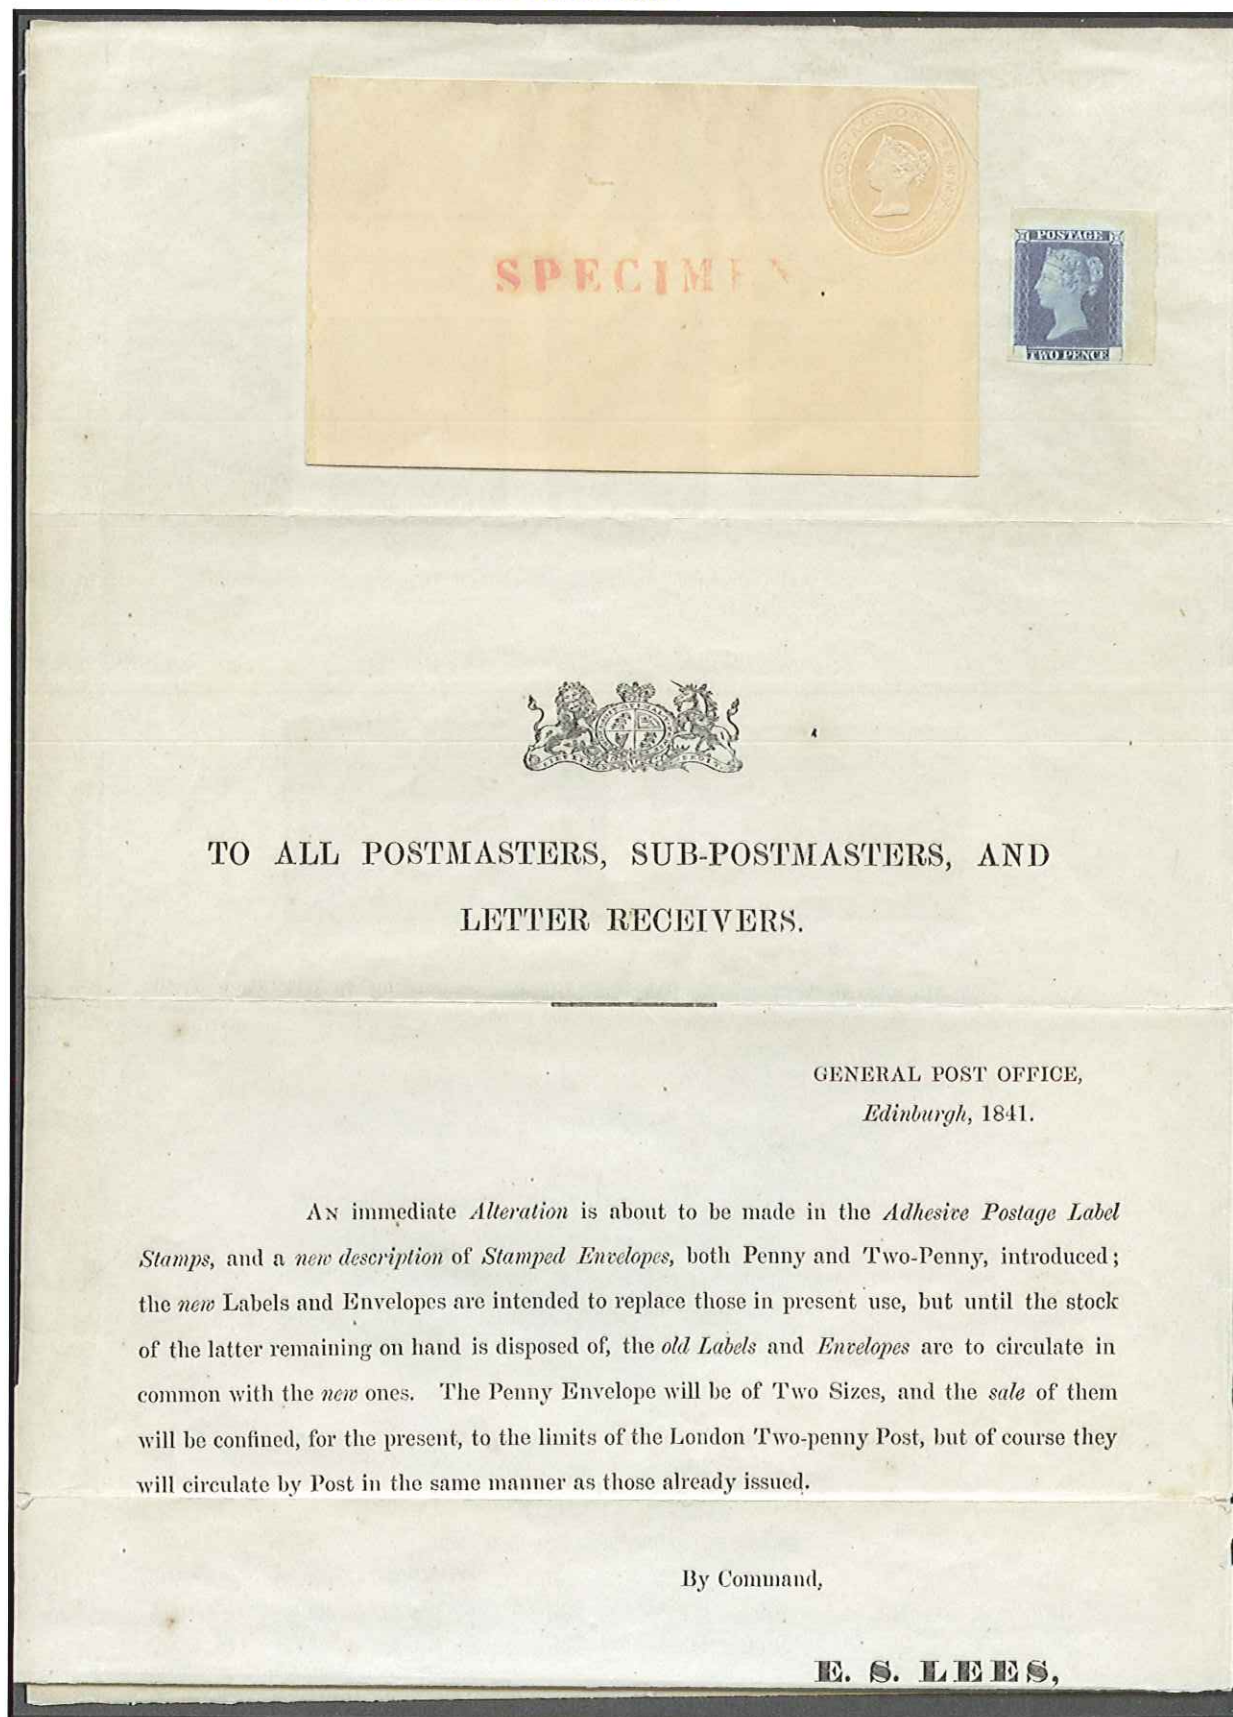 POSTAGE ONE PENNY
SPECIMEN
POSTAGE
TWO PENCE
TO ALL POSTMASTERS, SUB-POSTMASTERS, AND
LETTER RECEIVERS.
GENERAL POST OFFICE,
Edinburgh, 1841.
AN immediate Alteration is about to be made in the Adhesive Postage Label
Stamps, and a new description of Stamped Envelopes, both Penny and Two-Penny, introduced;
the new Labels and Envelopes are intended to replace those in present use, but until the stock
of the latter remaining on hand is disposed of, the old Labels and Envelopes are to circulate in
common with the new ones. The Penny Envelope will be of Two Sizes, and the sale of them
will be confined, for the present, to the limits of the London Two-penny Post, but of course they
will circulate by Post in the same manner as those already issued.
By Command,
E. S. LEES,